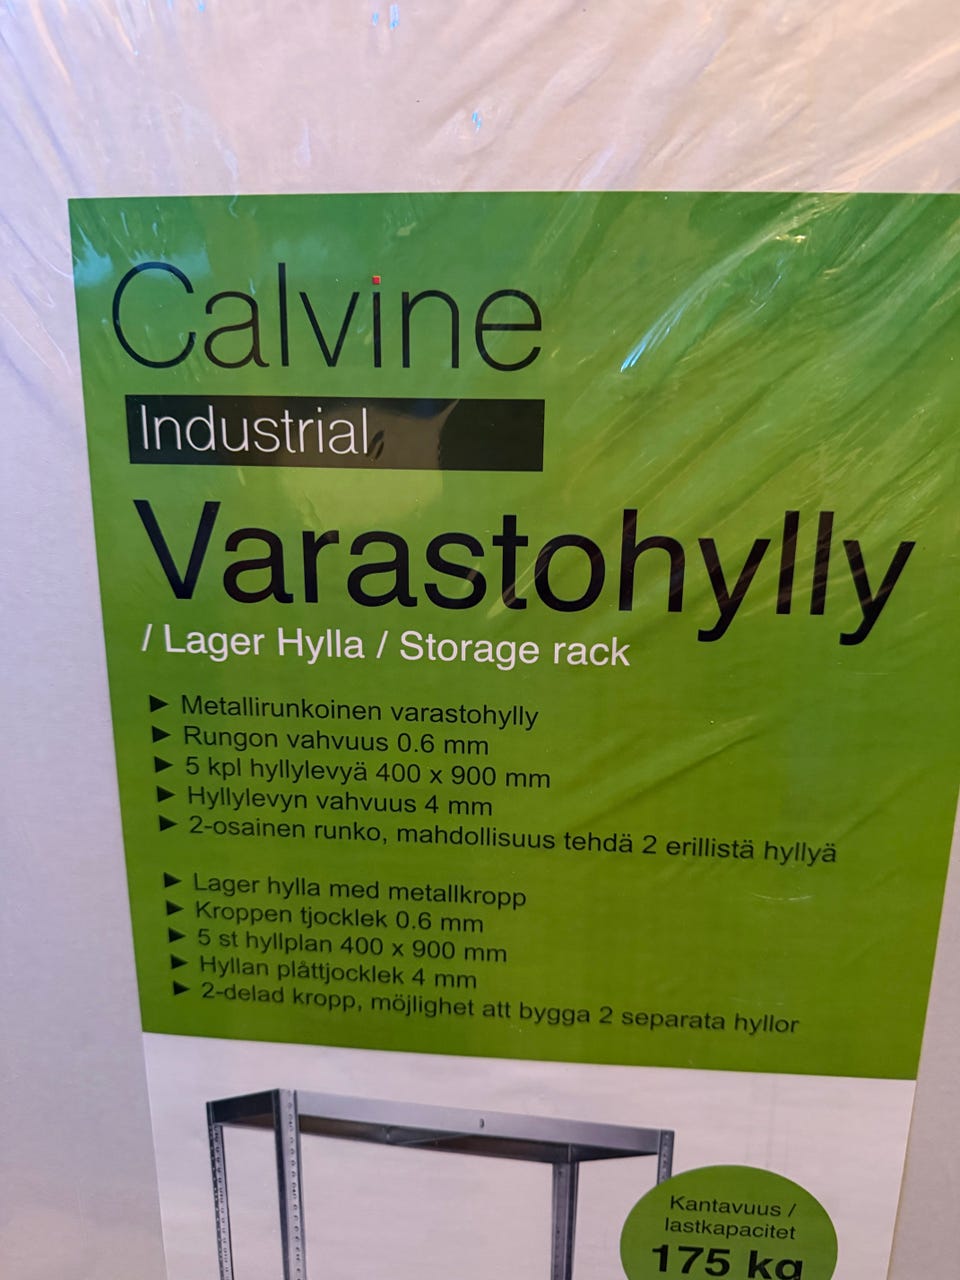 Calvine
Industrial
Varastohylly
/ Lager Hylla / Storage rack
► Metallirunkoinen varastohylly
► Rungon vahvuus 0.6 mm
► 5 kpl hyllylevyä 400 x 900 mm
► Hyllylevyn vahvuus 4 mm
► 2-osainen runko, mahdollisuus tehdä 2 erillistä hyllyä
► Lager hylla med metallkropp
► Kroppen tjocklek 0.6 mm
► 5 st hyllplan 400 x 900 mm
► Hyllan plåttjocklek 4 mm
► 2-delad kropp, möjlighet att bygga 2 separata hyllor
Kantavuus /
lastkapacitet
175 kg